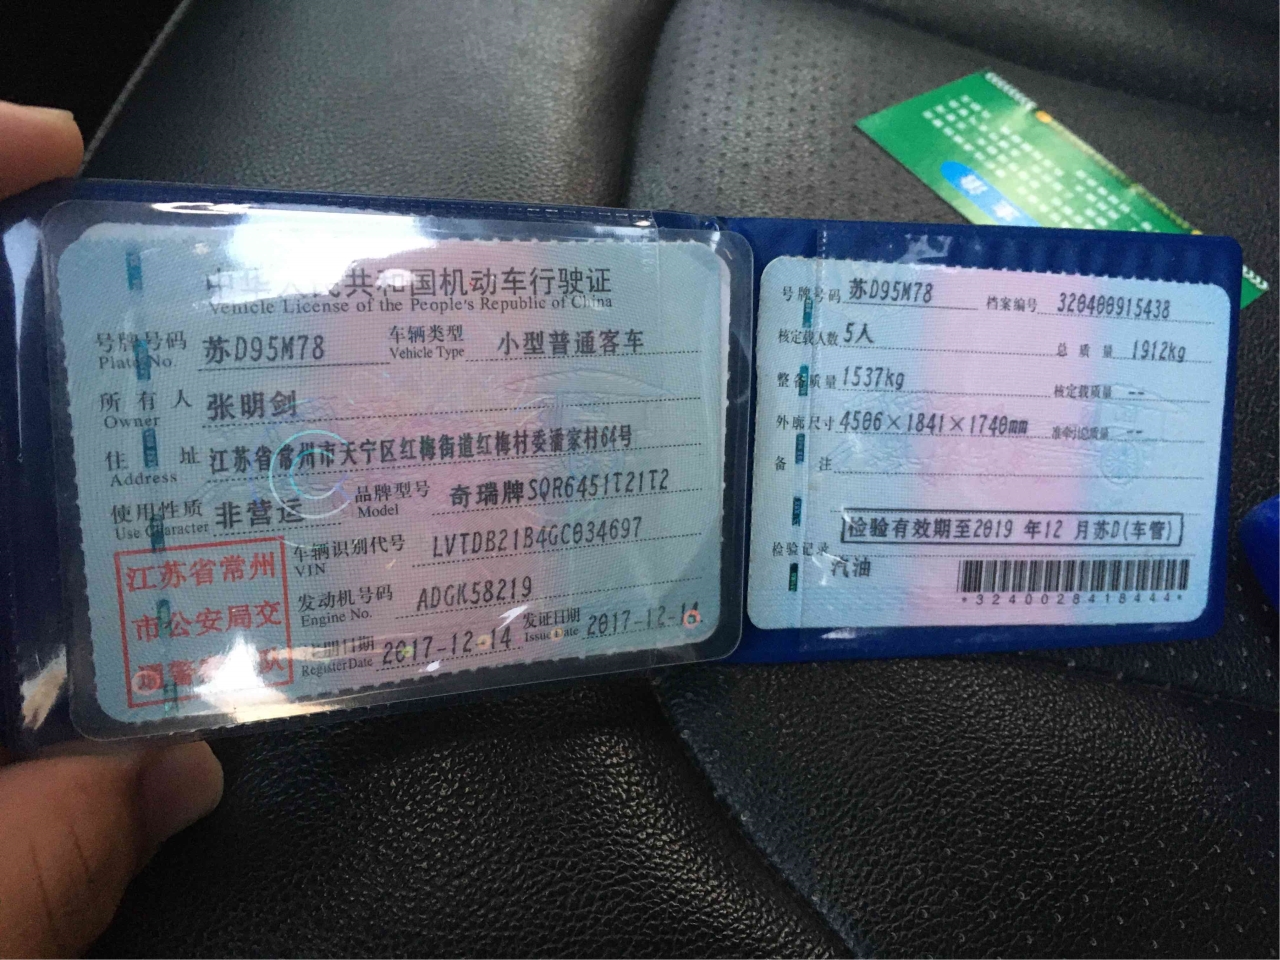 中华人民共和国机动车行驶证
Vehicle License of the People's Republic of China
号牌号码 苏D95M78 车辆类型 小型普通客车
Plate No. Vehicle Type
所有人 张明剑
Owner
住址 江苏省常州市天宁区红梅街道红梅村委潘家村64号
Address
使用性质 非营运 品牌型号 奇瑞牌SQR6451T21T2
Use Character Model
江苏省常州
市公安局交
车辆识别代号 LVTDB21B4GC034697
VIN
发动机号码 ADGK58219
Engine No.
注册日期 2017-12-14 发证日期 2017-12-14
Register Date Issue Date
号牌号码 苏D95M78 档案编号 320400915438
核定载人数 5人 总质量 1912kg
整备质量 1537kg 核定载质量 --
外廓尺寸 4506×1841×1740mm 准牵引总质量 --
备注
检验有效期至2019 年12 月苏D(车管)
检验记录
汽油
*3240028418444*